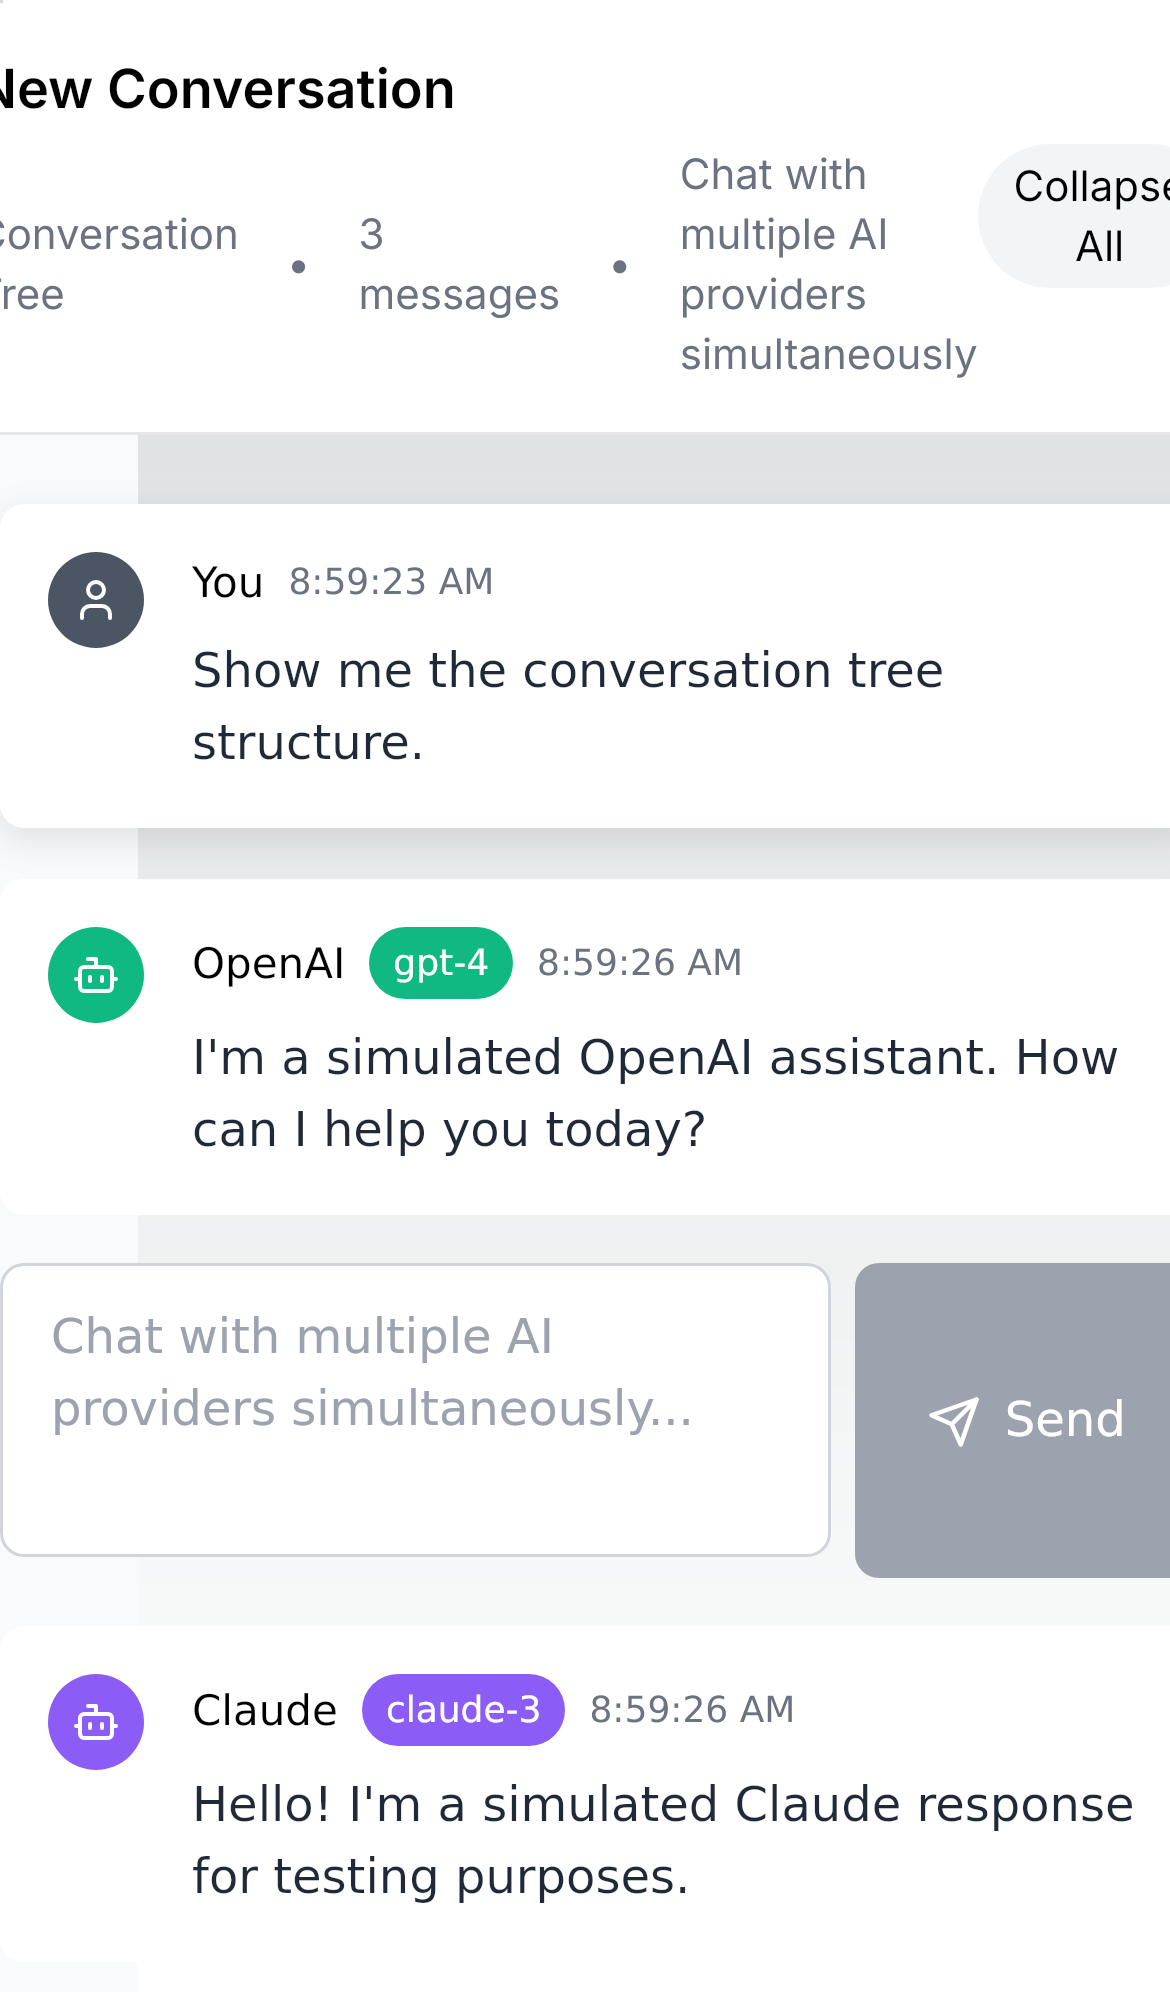 New Conversation
Conversation
Tree
•
3
messages
•
Chat with
multiple AI
providers
simultaneously
Collapse
All
You 8:59:23 AM
Show me the conversation tree
structure.
OpenAI gpt-4 8:59:26 AM
I'm a simulated OpenAI assistant. How
can I help you today?
Chat with multiple AI
providers simultaneously...
Send
Claude claude-3 8:59:26 AM
Hello! I'm a simulated Claude response
for testing purposes.